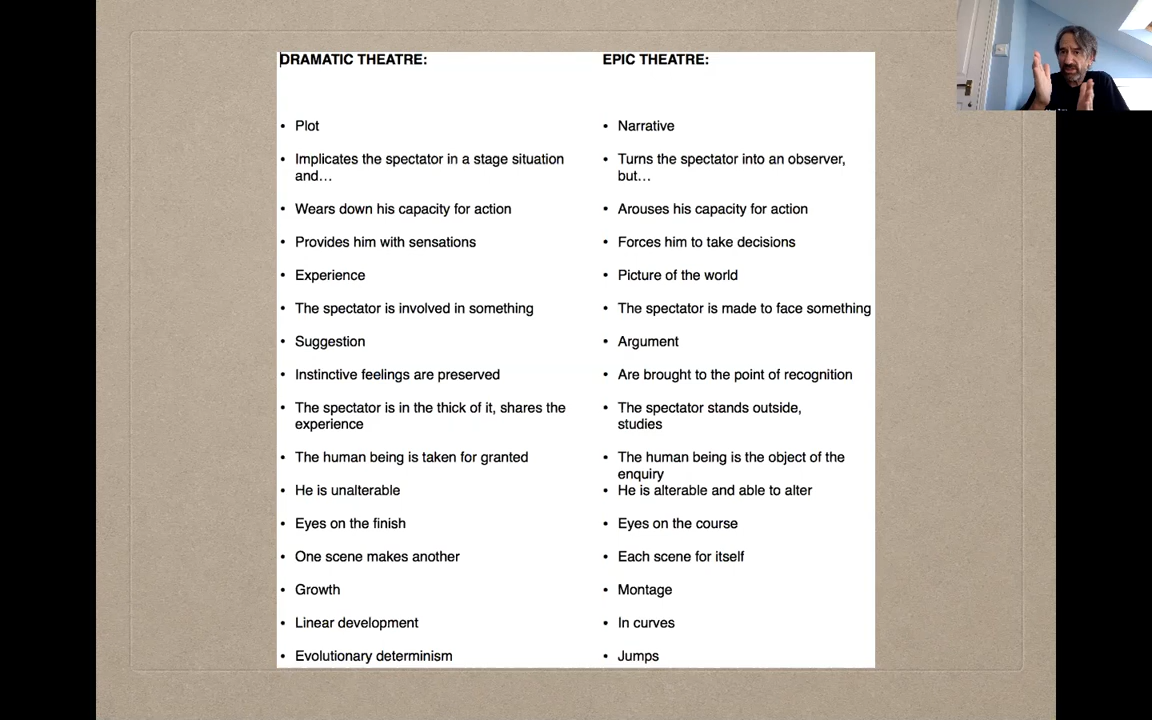 DRAMATIC THEATRE:
• Plot
• Implicates the spectator in a stage situation
and…
• Wears down his capacity for action
• Provides him with sensations
• Experience
• The spectator is involved in something
• Suggestion
• Instinctive feelings are preserved
• The spectator is in the thick of it, shares the
experience
• The human being is taken for granted
• He is unalterable
• Eyes on the finish
• One scene makes another
• Growth
• Linear development
• Evolutionary determinism
EPIC THEATRE:
• Narrative
• Turns the spectator into an observer,
but…
• Arouses his capacity for action
• Forces him to take decisions
• Picture of the world
• The spectator is made to face something
• Argument
• Are brought to the point of recognition
• The spectator stands outside,
studies
• The human being is the object of the
enquiry
• He is alterable and able to alter
• Eyes on the course
• Each scene for itself
• Montage
• In curves
• Jumps